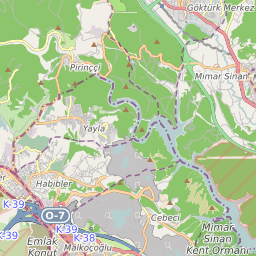 Göktürk Merkez
Pirinççi
Mimar Sinan
Yayla
Habibler
K-39
O-7
Cebeci
K-39
K-39
K-38
Emlak
Konut
Malkoçoğlu
Mimar
Sinan
Kent Ormanı